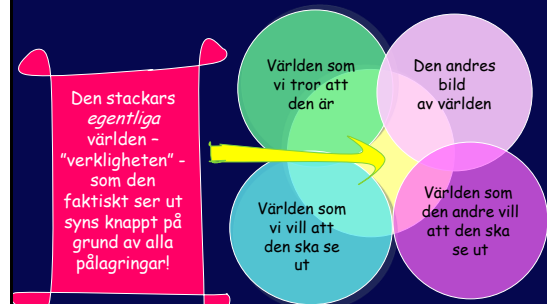 Den stackars
egentliga
världen –
”verkligheten” -
som den
faktiskt ser ut
syns knappt på
grund av alla
pålagringar!
Världen som
vi tror att
den är
Den andres
bild
av världen
Världen som
vi vill att
den ska se
ut
Världen som
den andre vill
att den ska
se ut